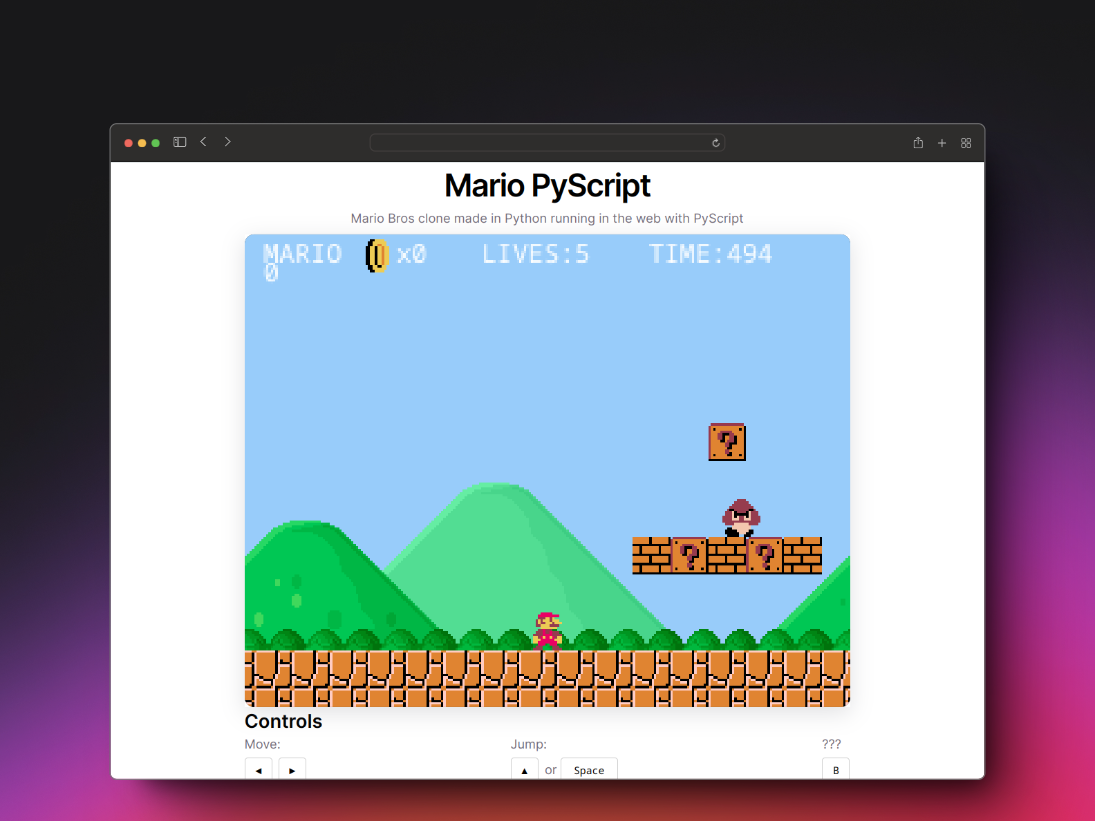 Mario PyScript
Mario Bros clone made in Python running in the web with PyScript
MARIO x0 LIVES:5 TIME:494
0
?
? ?
Controls
Move: Jump: ???
◄ ► ▲ or Space B